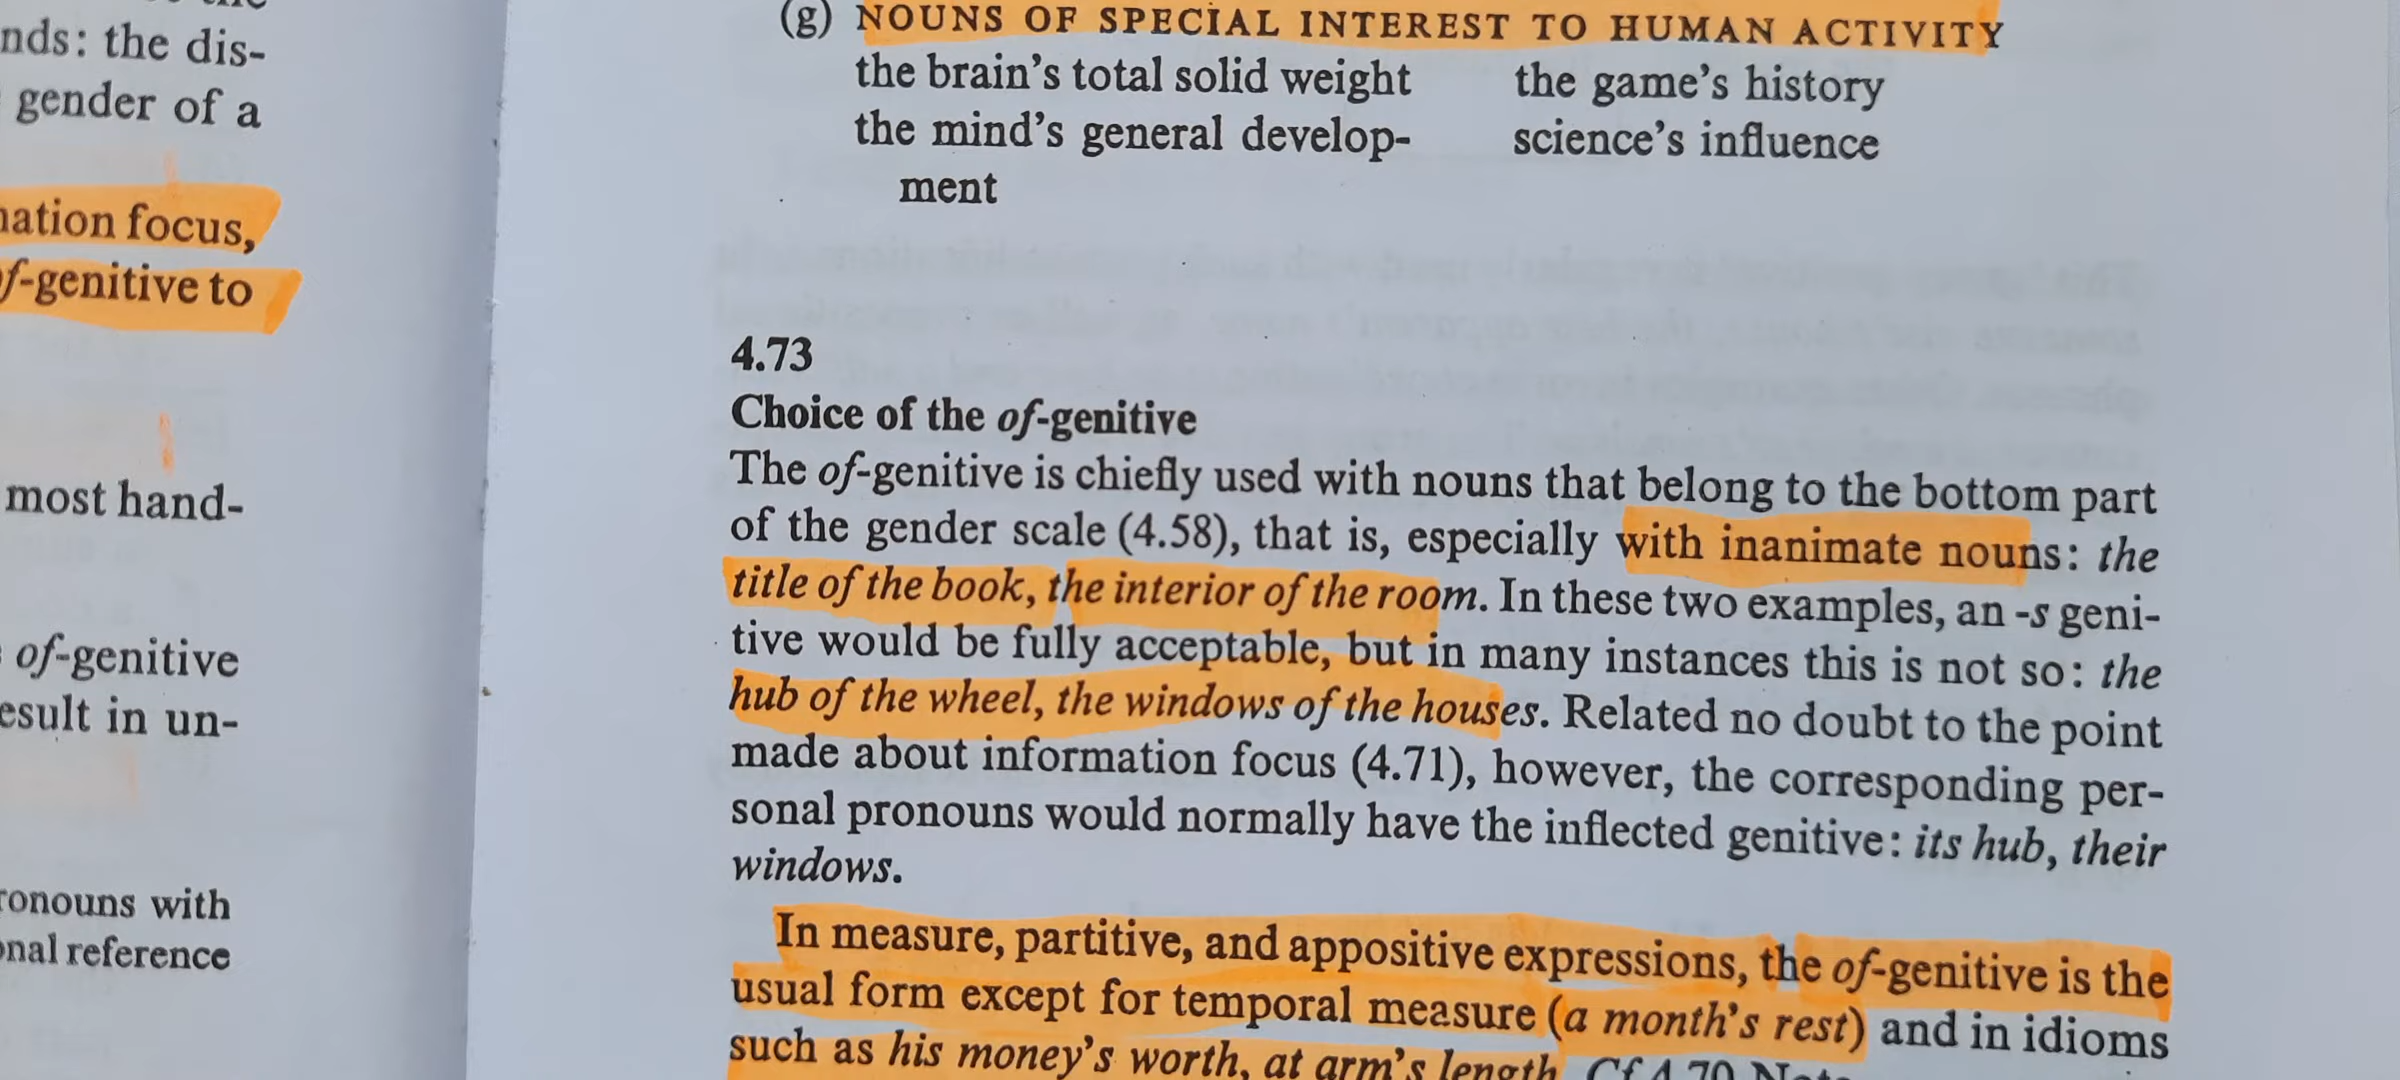 nds: the dis-
gender of a
nation focus,
f-genitive to
most hand-
of-genitive
esult in un-
ronouns with
onal reference
(g) NOUNS OF SPECIAL INTEREST TO HUMAN ACTIVITY
the brain's total solid weight the game's history
the mind's general develop- science's influence
ment
4.73
Choice of the of-genitive
The of-genitive is chiefly used with nouns that belong to the bottom part
of the gender scale (4.58), that is, especially with inanimate nouns: the
title of the book, the interior of the room. In these two examples, an -s geni-
tive would be fully acceptable, but in many instances this is not so: the
hub of the wheel, the windows of the houses. Related no doubt to the point
made about information focus (4.71), however, the corresponding per-
sonal pronouns would normally have the inflected genitive: its hub, their
windows.
In measure, partitive, and appositive expressions, the of-genitive is the
usual form except for temporal measure (a month's rest) and in idioms
such as his money's worth, at arm's length. Cf 4.70 Note